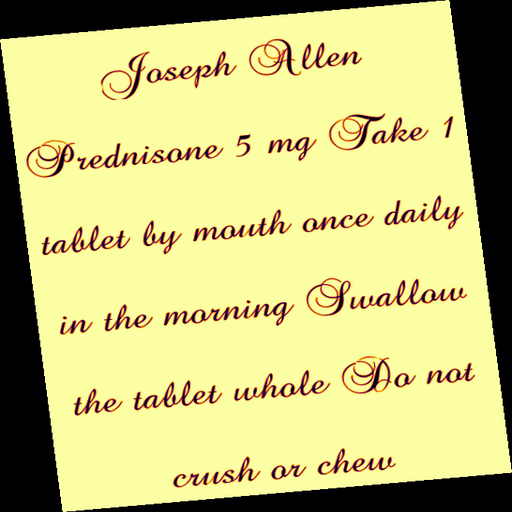 Joseph Allen
Prednisone 5 mg Take 1
tablet by mouth once daily
in the morning Swallow
the tablet whole Do not
crush or chew